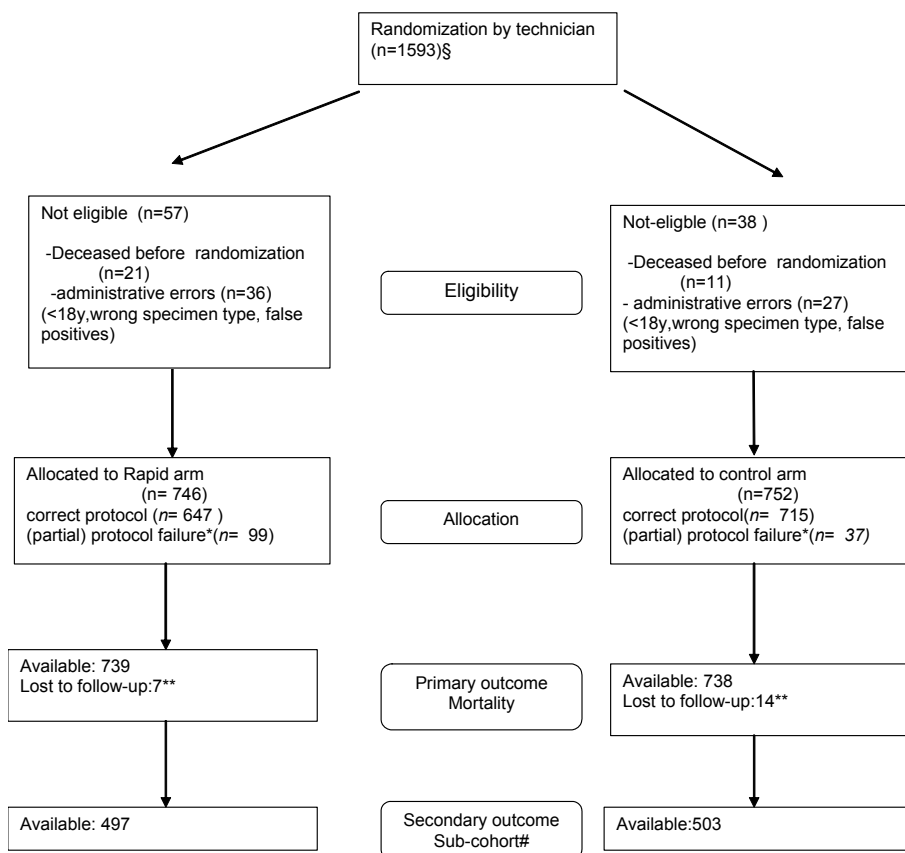 Randomization by technician
(n=1593)§
Not eligible (n=57)
-Deceased before randomization
(n=21)
-administrative errors (n=36)
(<18y,wrong specimen type, false
positives)
Eligibility
Not-eligble (n=38 )
-Deceased before randomization
(n=11)
- administrative errors (n=27)
(<18y,wrong specimen type, false
positives)
Allocated to Rapid arm
(n= 746)
correct protocol (n= 647 )
(partial) protocol failure*(n= 99)
Allocation
Allocated to control arm
(n=752)
correct protocol(n= 715)
(partial) protocol failure*(n= 37)
Available: 739
Lost to follow-up:7**
Primary outcome
Mortality
Available: 738
Lost to follow-up:14**
Available: 497
Secondary outcome
Sub-cohort#
Available:503